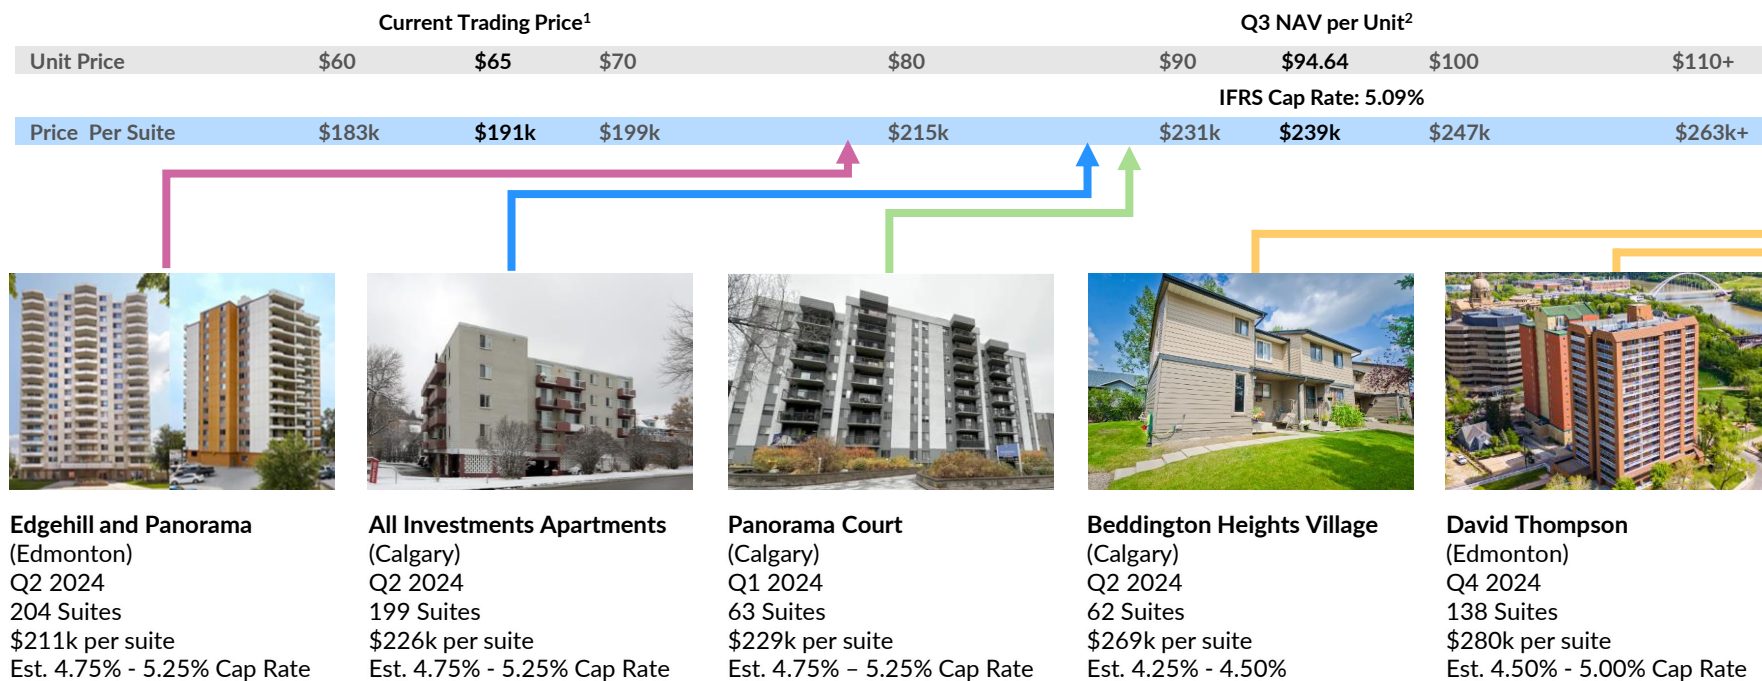 Current Trading Price1 Q3 NAV per Unit2
Unit Price $60 $65 $70 $80 $90 $94.64 $100 $110+
IFRS Cap Rate: 5.09%
Price Per Suite $183k $191k $199k $215k $231k $239k $247k $263k+
Edgehill and Panorama
(Edmonton)
Q2 2024
204 Suites
$211k per suite
Est. 4.75% - 5.25% Cap Rate
All Investments Apartments
(Calgary)
Q2 2024
199 Suites
$226k per suite
Est. 4.75% - 5.25% Cap Rate
Panorama Court
(Calgary)
Q1 2024
63 Suites
$229k per suite
Est. 4.75% – 5.25% Cap Rate
Beddington Heights Village
(Calgary)
Q2 2024
62 Suites
$269k per suite
Est. 4.25% - 4.50%
David Thompson
(Edmonton)
Q4 2024
138 Suites
$280k per suite
Est. 4.50% - 5.00% Cap Rate